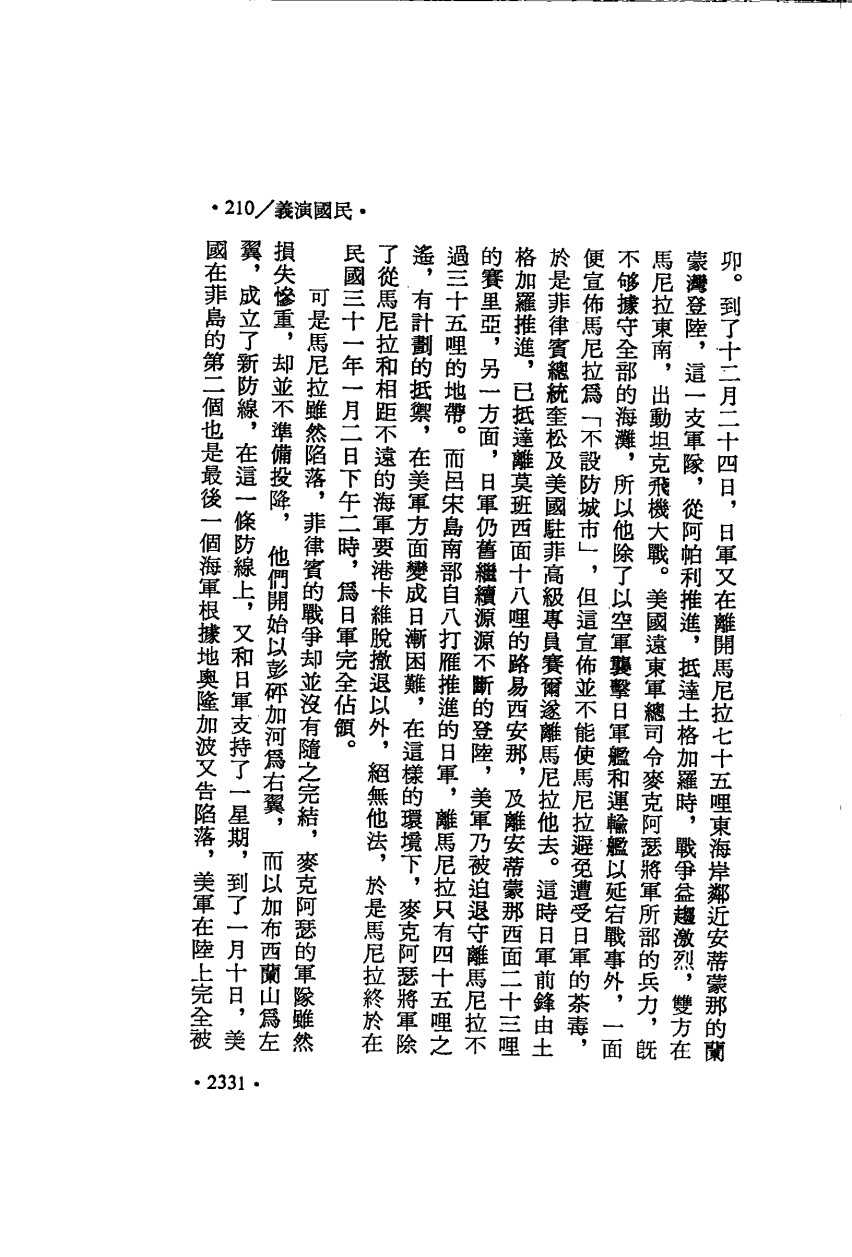 民國演義／210
卯。到了十二月二十四日，日軍又在離開馬尼拉七十五哩東海岸鄰近安蒂蒙那的蘭
蒙灣登陸，這一支軍隊，從阿帕利推進，抵達土格加羅時，戰爭益趨激烈，雙方在
馬尼拉東南，出動坦克飛機大戰。美國遠東軍總司令麥克阿瑟將軍所部的兵力，既
不够據守全部的海灘，所以他除了以空軍襲擊日軍艦和運輸艦以延宕戰事外，一面
便宣佈馬尼拉爲「不設防城市」，但這宣佈並不能使馬尼拉避免遭受日軍的荼毒，
於是菲律賓總統奎松及美國駐菲高級專員賽爾遂離馬尼拉他去。這時日軍前鋒由土
格加羅推進，已抵達離莫班西面十八哩的路易西安那，及離安蒂蒙那西面二十三哩
的賽里亞，另一方面，日軍仍舊繼續源源不斷的登陸，美軍乃被迫退守離馬尼拉不
過三十五哩的地帶。而呂宋島南部自八打雁推進的日軍，離馬尼拉只有四十五哩之
遙，有計劃的抵禦，在美軍方面變成日漸困難，在這樣的環境下，麥克阿瑟將軍除
了從馬尼拉和相距不遠的海軍要港卡維脫撤退以外，絕無他法，於是馬尼拉終於在
民國三十一年一月二日下午二時，爲日軍完全佔領。
可是馬尼拉雖然陷落，菲律賓的戰爭却並沒有隨之完結，麥克阿瑟的軍隊雖然
損失慘重，却並不準備投降，他們開始以彭砰加河爲右翼，而以加布西蘭山爲左
翼，成立了新防線，在這一條防線上，又和日軍支持了一星期，到了一月十日，美
國在菲島的第二個也是最後一個海軍根據地奧隆加波又告陷落，美軍在陸上完全被
·2331·